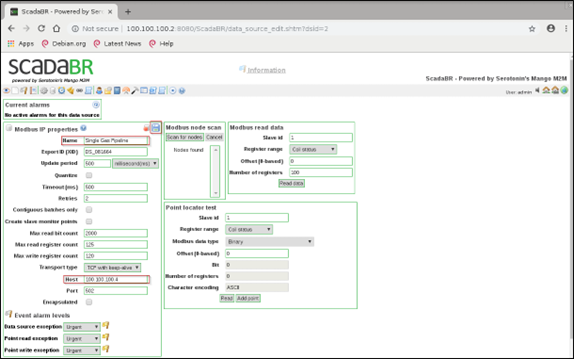 ScadaBR - Powered by Sero
Not secure | 100.100.100.2:8080/ScadaBR/data_source_edit.shtm?dsid=2
Apps Debian.org Latest News Help
SCADABR
powered by Serotonin's Mango M2M
Information
ScadaBR - Powered by Serotonin's Mango M2M
User: admin
Current alarms
No active alarms for this data source
Modbus IP properties
Name Single Gas Pipeline
Export ID (XID)
Update period 500 millisecond(ms)
Quantize
Timeout (ms) 500
Retries 2
Contiguous batches only
Create slave monitor points
Max read bit count 2000
Max read register count 125
Max write register count 120
Transport type TCP with keep-alive
Host 100.100.100.4
Port 502
Encapsulated
Event alarm levels
Data source exception Urgent
Point read exception Urgent
Point write exception Urgent
Modbus node scan
Scan for nodes Cancel
Nodes found
Modbus read data
Slave id 1
Register range Coil status
Offset (0-based) 0
Number of registers 100
Read data
Point locator test
Slave id 1
Register range Coil status
Modbus data type Binary
Offset (0-based) 0
Bit 0
Number of registers 0
Character encoding ASCII
Read Add point